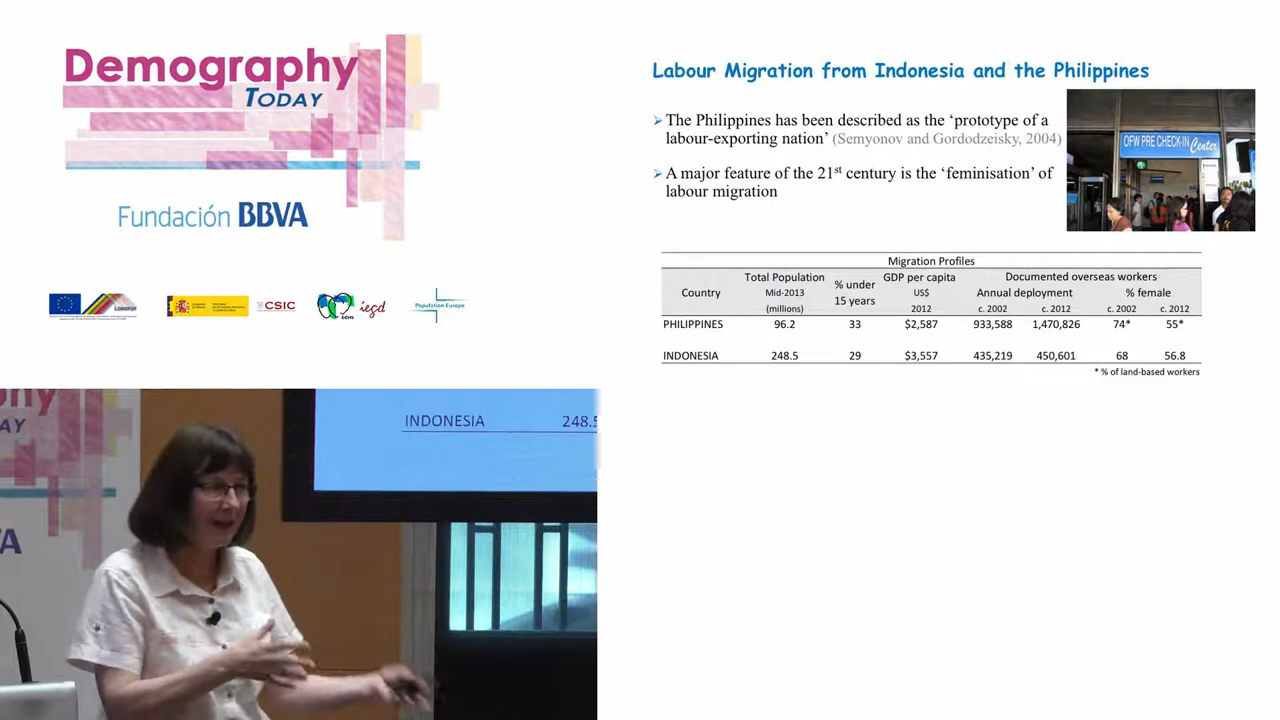 Demography
TODAY
Fundación BBVA
LONGPOP
CSIC
CCHS
iegd
Population Europe
Labour Migration from Indonesia and the Philippines
The Philippines has been described as the ‘prototype of a
labour-exporting nation’ (Semyonov and Gordodzeisky, 2004)
A major feature of the 21st century is the ‘feminisation’ of
labour migration
OFW PRE CHECK-IN Center
Migration Profiles
Country
Total Population
Mid-2013
(millions)
% under
15 years
GDP per capita
US$
2012
Documented overseas workers
Annual deployment
% female
c. 2002
c. 2012
c. 2002
c. 2012
PHILIPPINES 96.2 33 $2,587 933,588 1,470,826 74* 55*
INDONESIA 248.5 29 $3,557 435,219 450,601 68 56.8
* % of land-based workers
INDONESIA 248.5